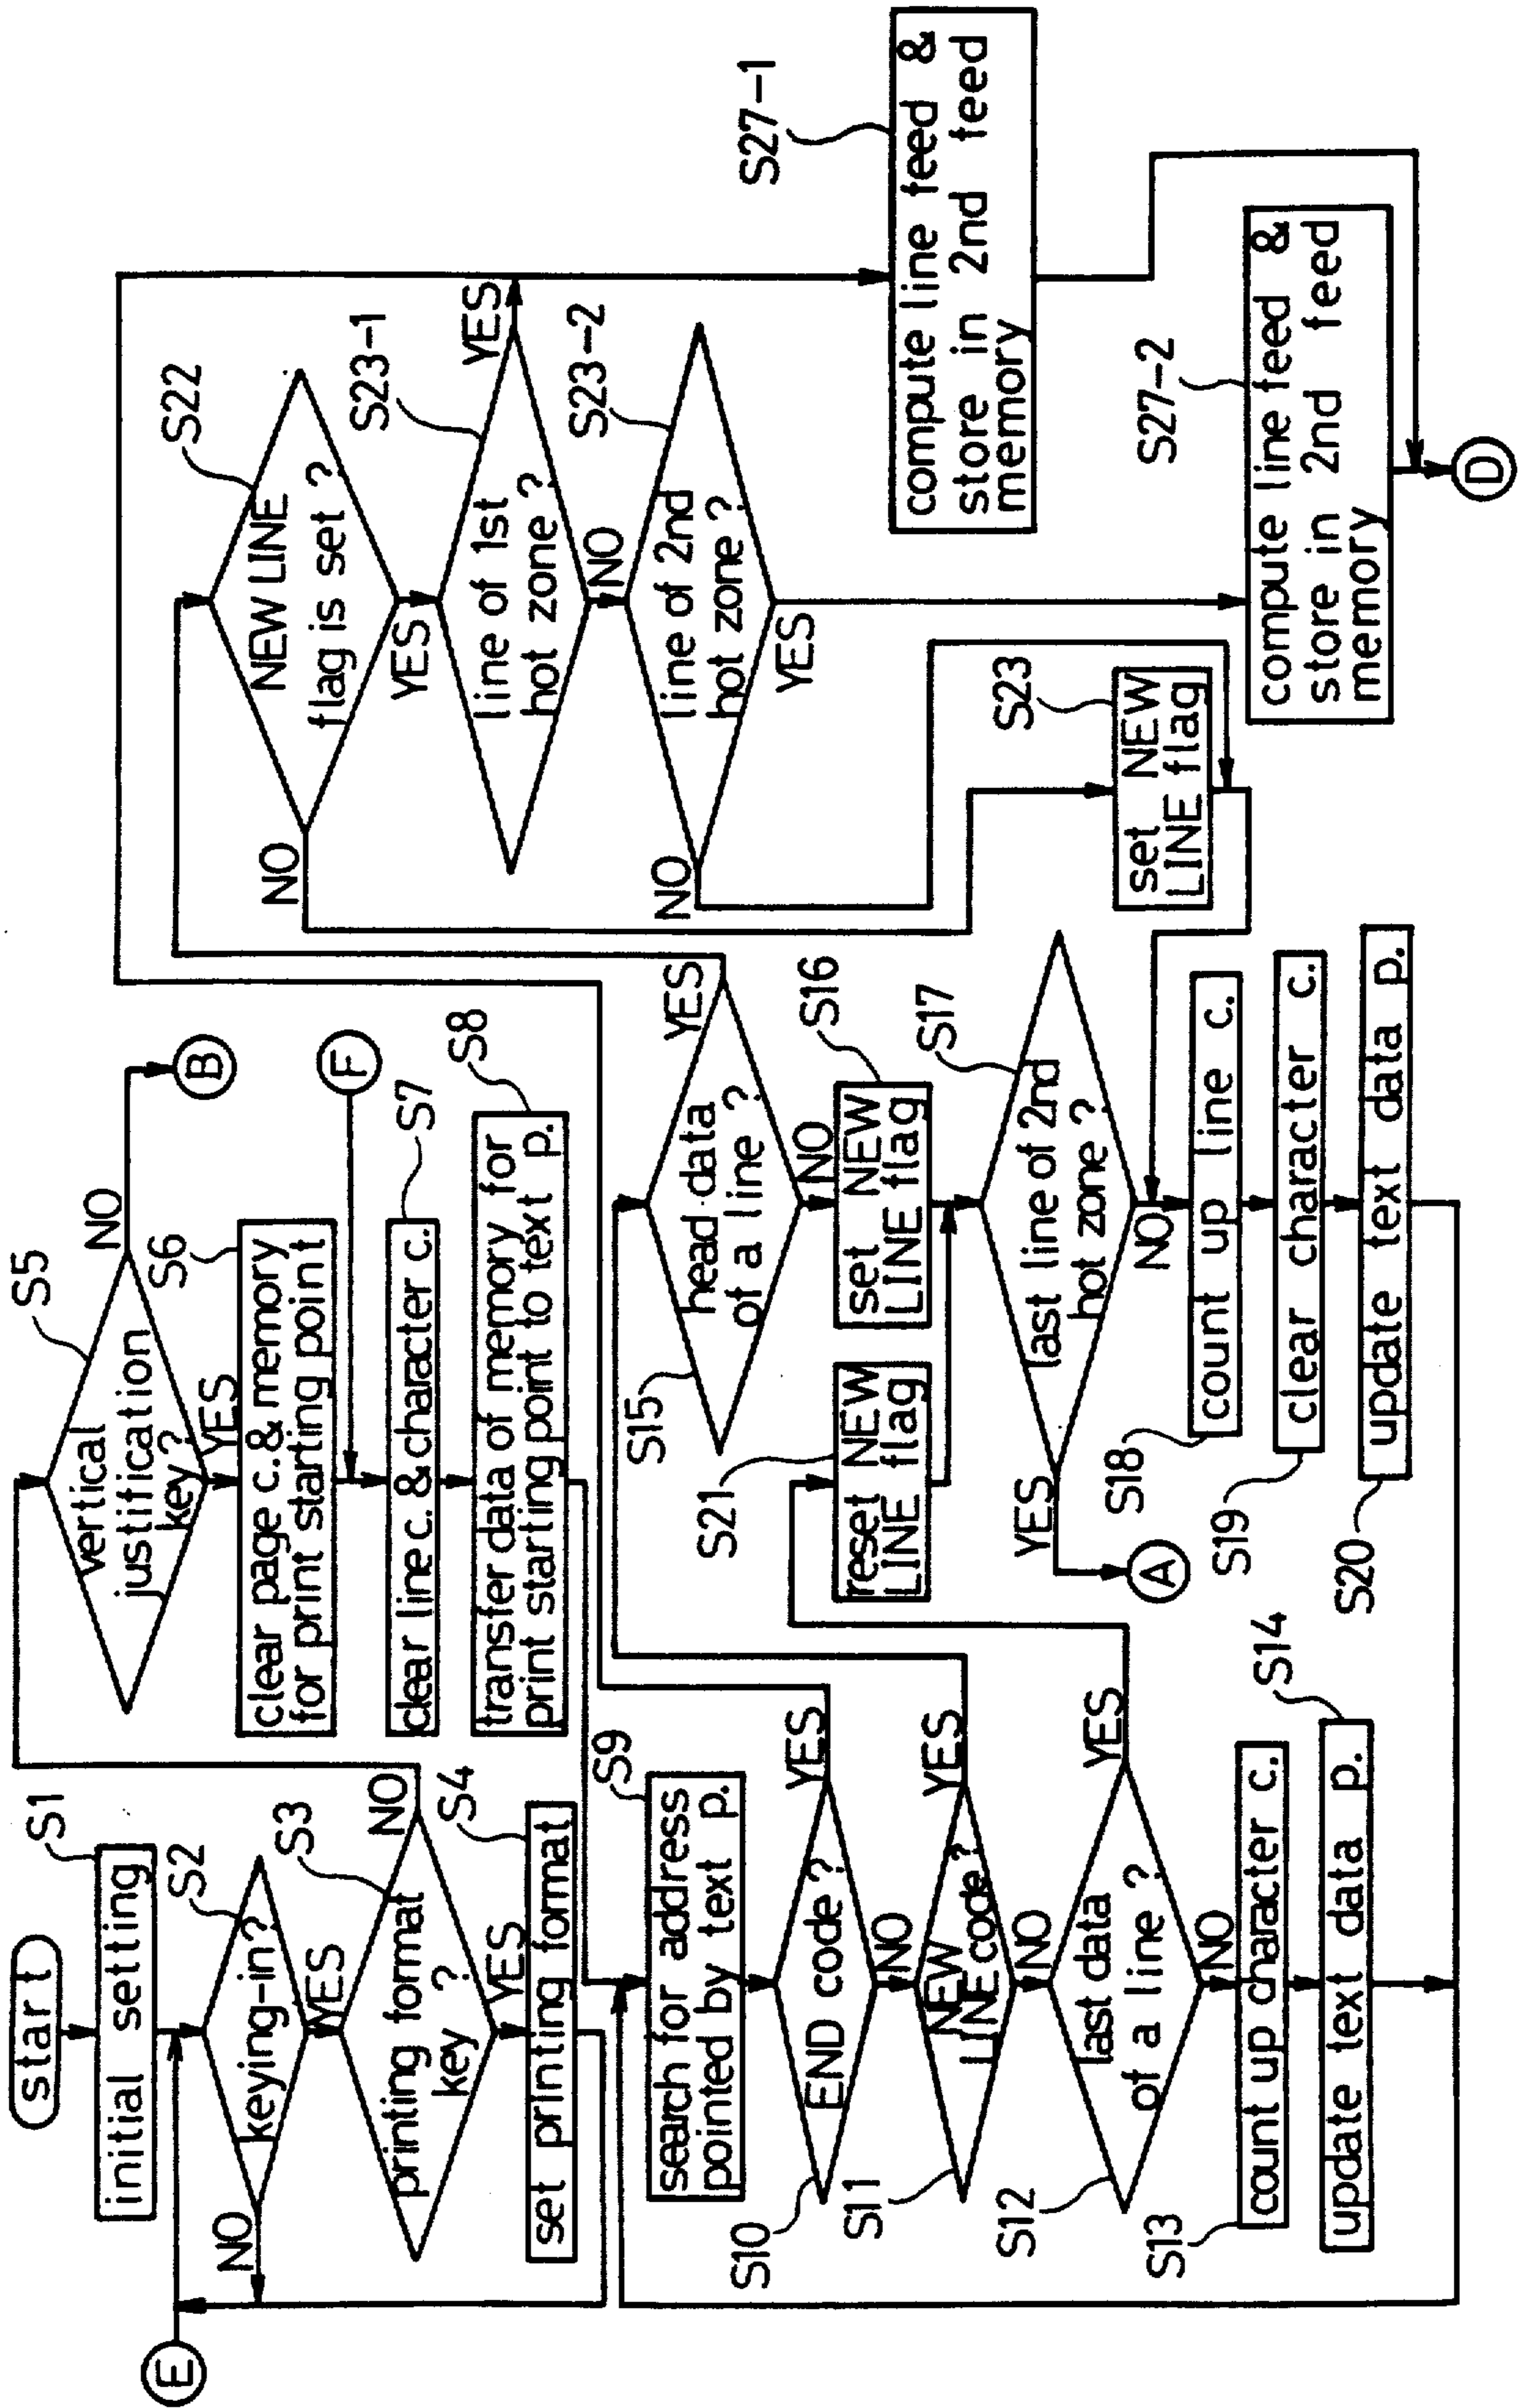 start
S1
initial setting
S2
keying-in?
NO
YES
E
S3
printing format
key ?
NO
YES
S4
set printing format
S5
vertical
justification
key?
NO
B
YES
S6
clear page c. & memory
for print starting point
F
S7
clear line c. & character c.
S8
transfer data of memory for
print starting point to text p.
S9
search for address
pointed by text p.
S10
END code ?
YES
NO
S11
NEW
LINE code ?
YES
NO
S12
last data
of a line ?
YES
NO
S13
count up character c.
S14
update text data p.
S15
head data
of a line ?
YES
NO
S16
set NEW
LINE flag
S21
reset NEW
LINE flag
S17
last line of 2nd
hot zone ?
YES
A
NO
S18
count up line c.
S19
clear character c.
S20
update text data p.
S22
NEW LINE
flag is set ?
NO
YES
S23-1
line of 1st
hot zone ?
YES
NO
S23-2
line of 2nd
hot zone ?
NO
YES
S23
set NEW
LINE flag
S27-1
compute line feed &
store in 2nd feed
memory
S27-2
compute line feed &
store in 2nd feed
memory
D